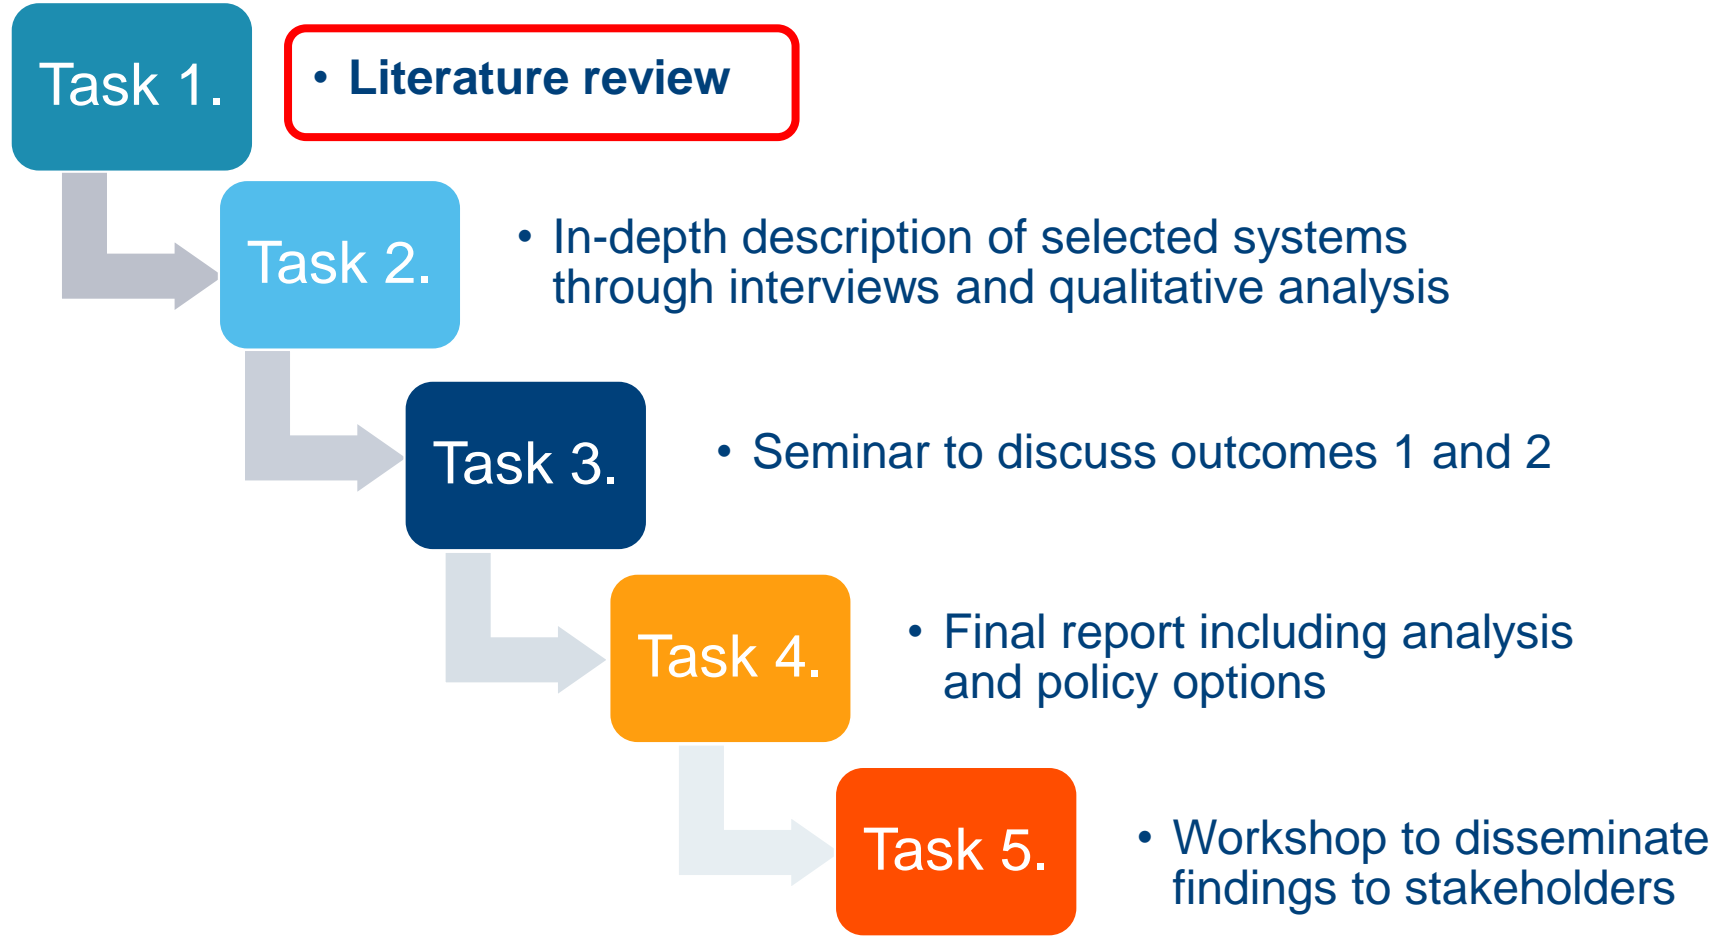 Task 1.
• Literature review
Task 2.
• In-depth description of selected systems
through interviews and qualitative analysis
Task 3.
• Seminar to discuss outcomes 1 and 2
Task 4.
• Final report including analysis
and policy options
Task 5.
• Workshop to disseminate
findings to stakeholders